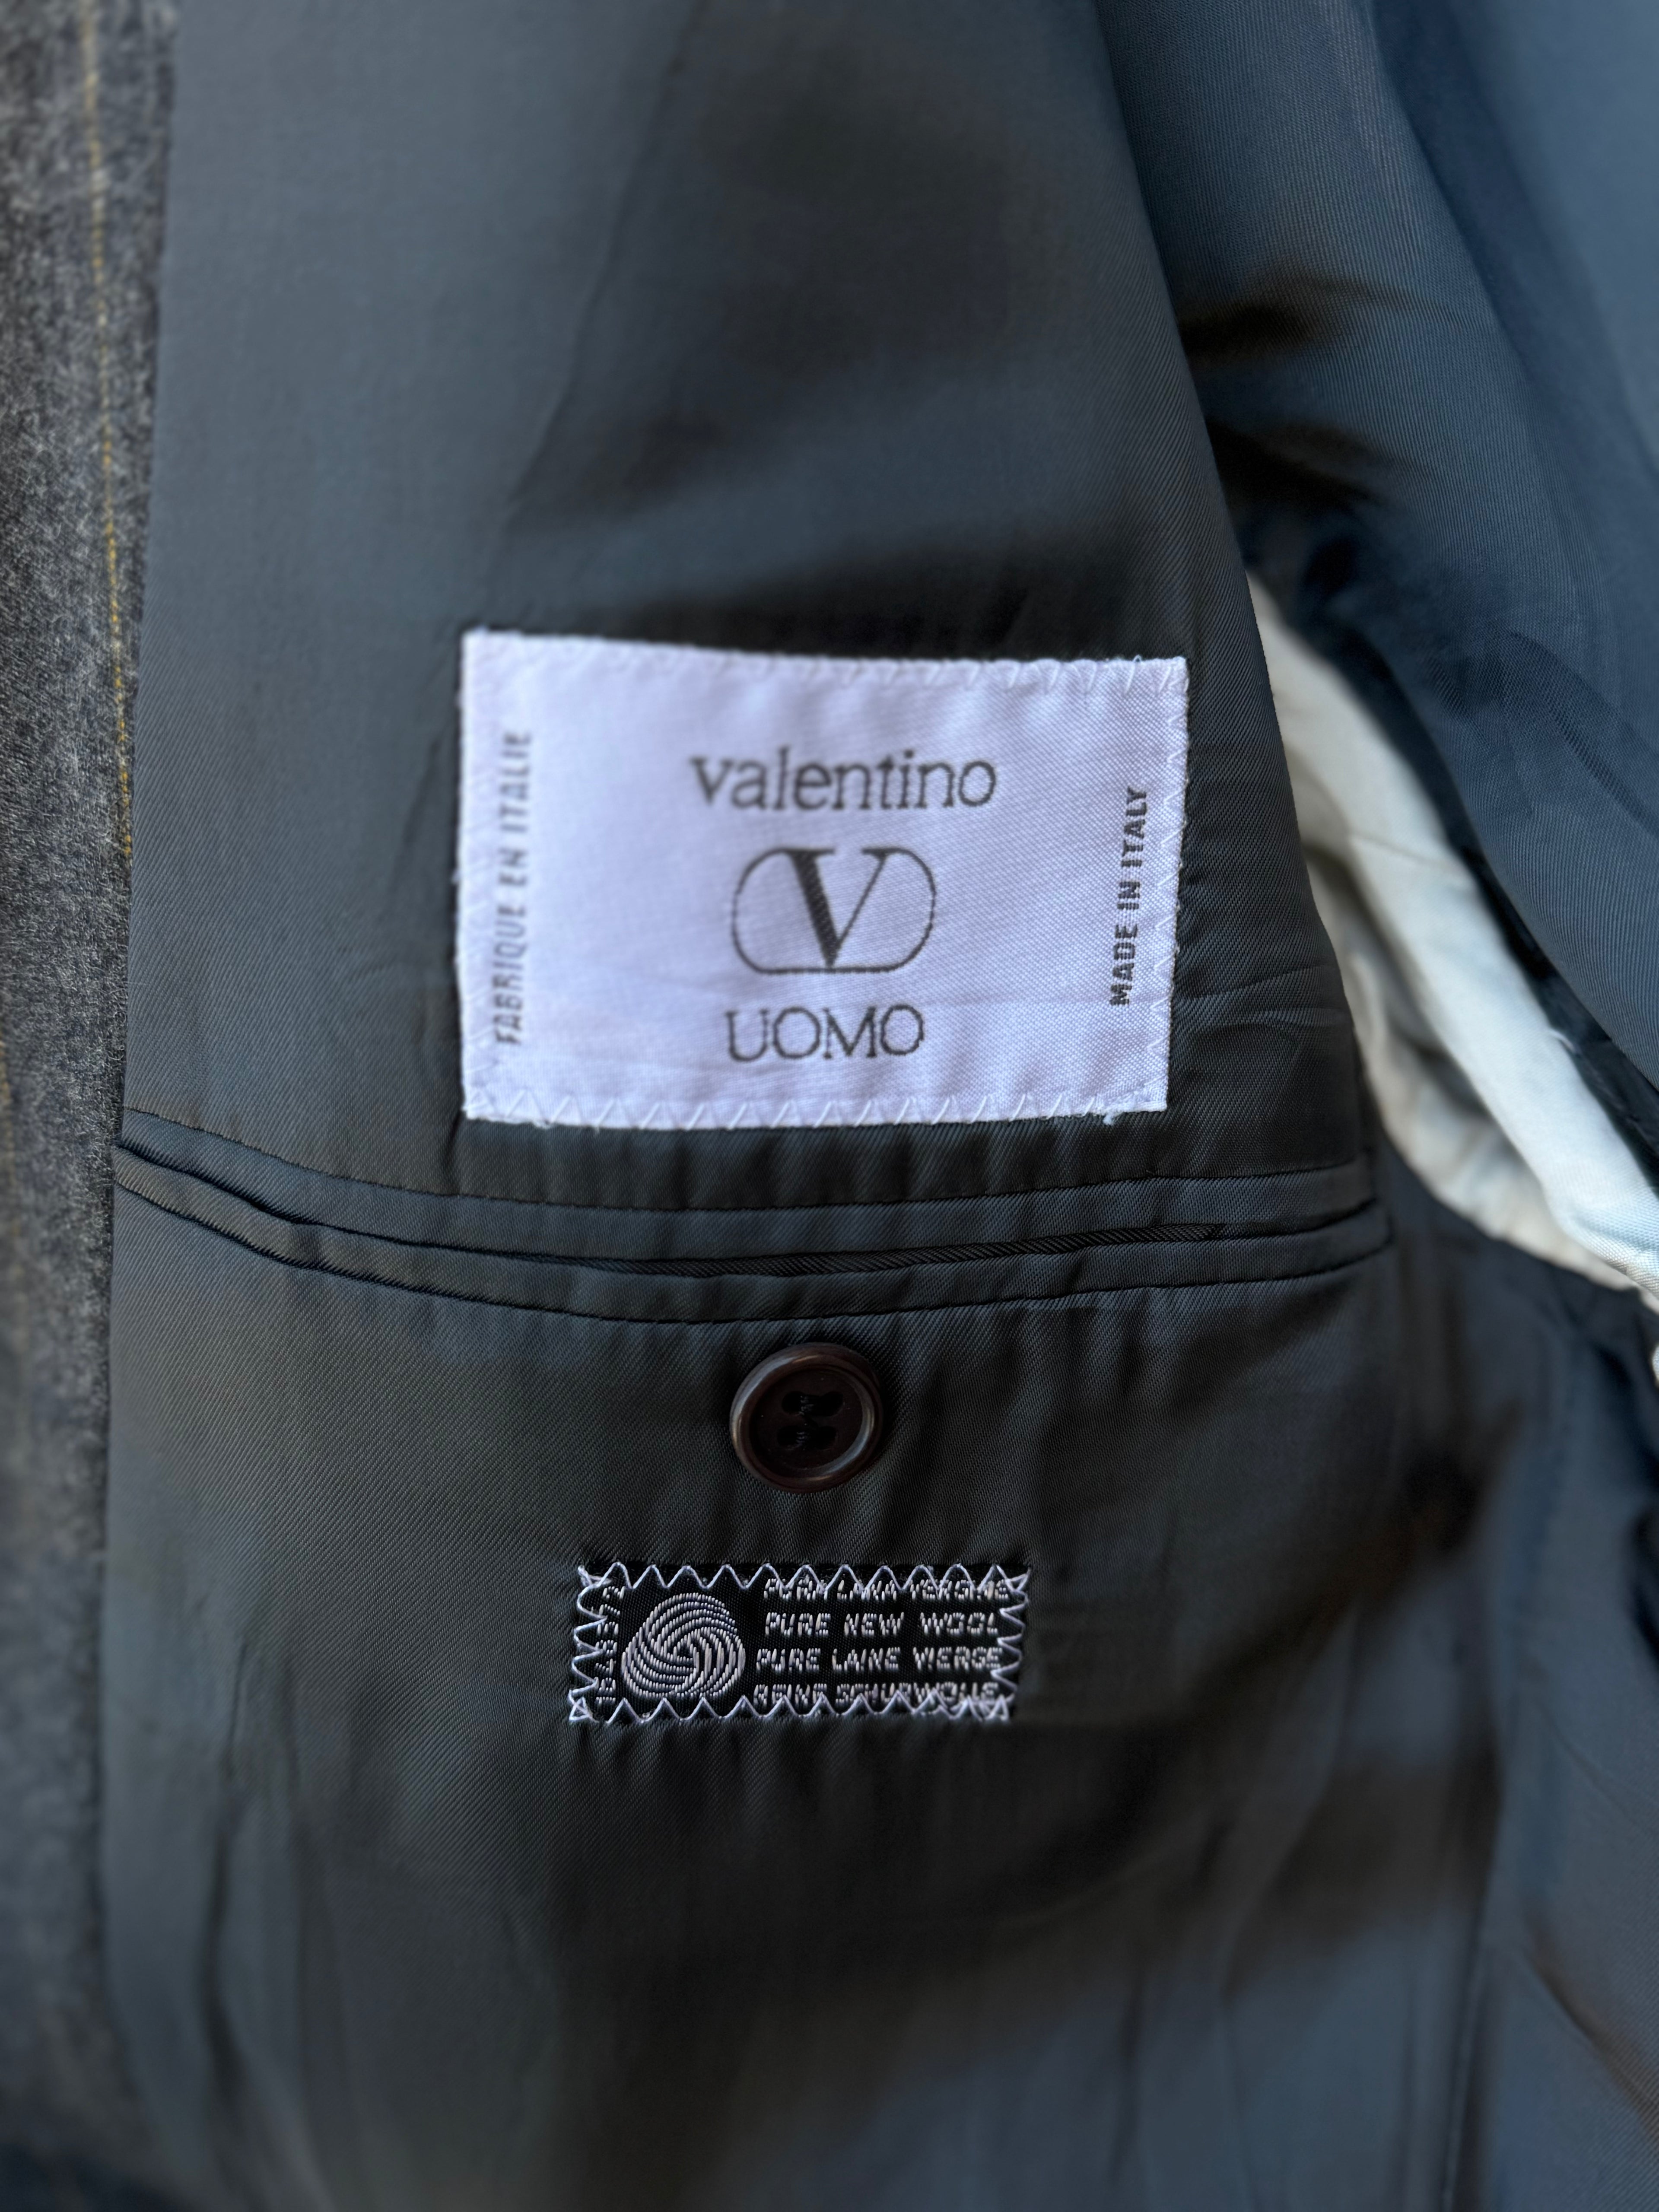 FABRIQUE EN ITALIE
valentino
V
UOMO
MADE IN ITALY
PURA LANA VERGINE
PURE NEW WOOL
PURE LAINE VIERGE
REINE SCHURWOLLE